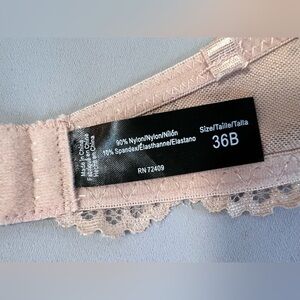 Made in China
Fabriqué en Chine
Hecho en China
90% Nylon/Nylon/Nilón
10% Spandex/Élasthanne/Elastano
RN 72409
Size/Taille/Talla
36B